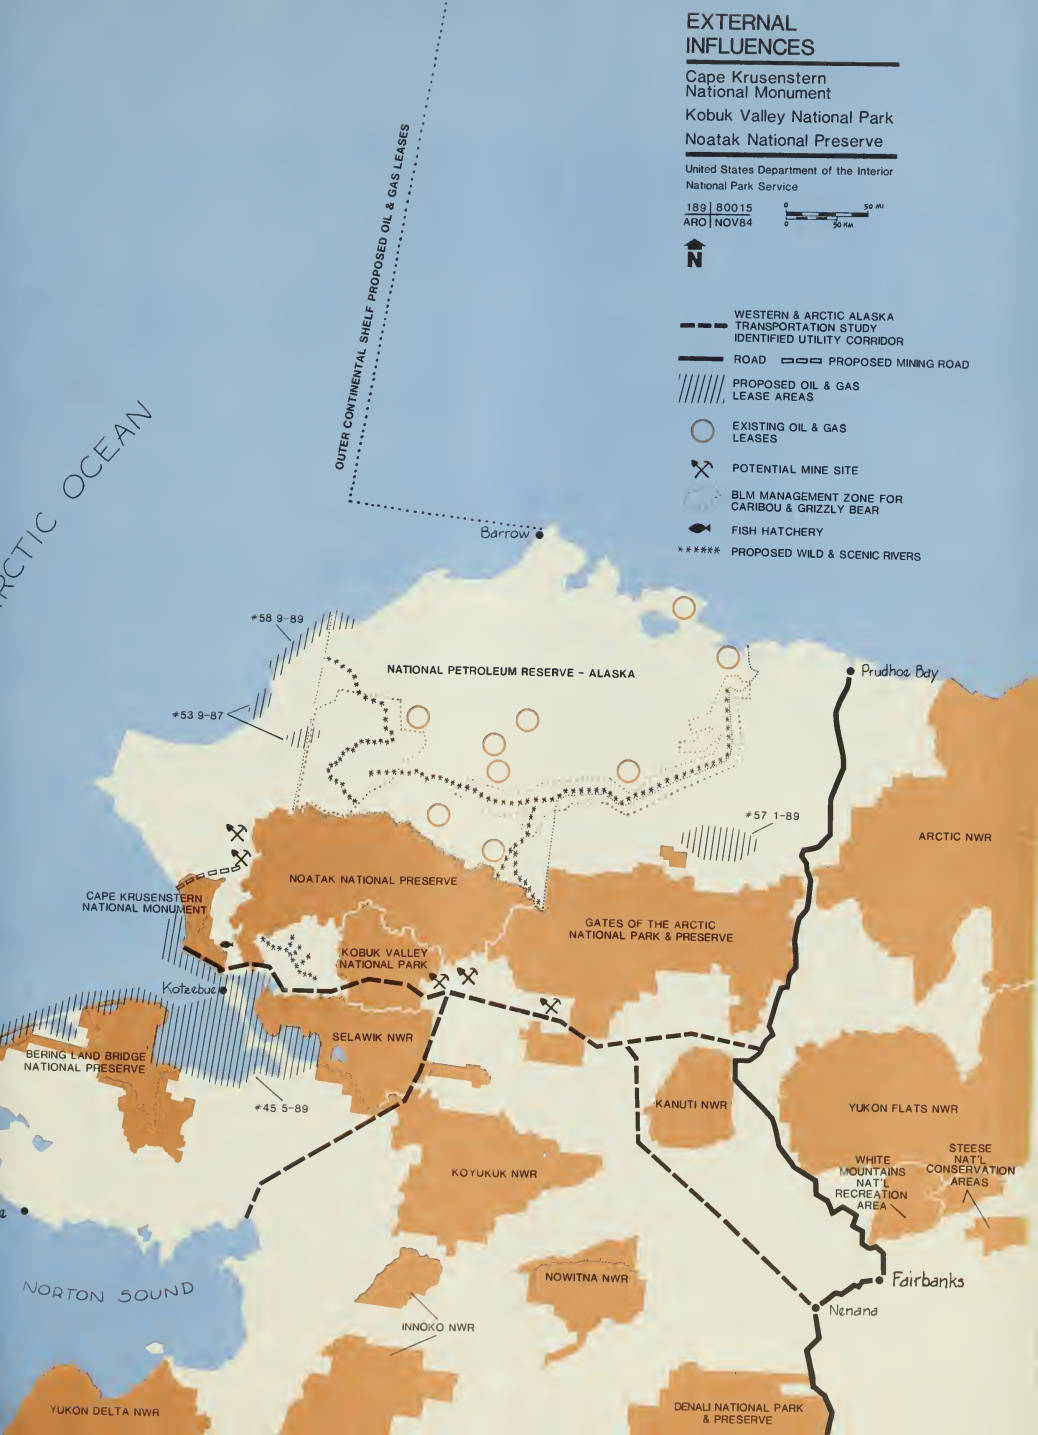 EXTERNAL
INFLUENCES
Cape Krusenstern
National Monument
Kobuk Valley National Park
Noatak National Preserve
United States Department of the Interior
National Park Service
189 | 80015
ARO | NOV84
0 50 MI
0 50 KM
N
WESTERN & ARCTIC ALASKA
TRANSPORTATION STUDY
IDENTIFIED UTILITY CORRIDOR
ROAD PROPOSED MINING ROAD
PROPOSED OIL & GAS
LEASE AREAS
EXISTING OIL & GAS
LEASES
POTENTIAL MINE SITE
BLM MANAGEMENT ZONE FOR
CARIBOU & GRIZZLY BEAR
FISH HATCHERY
PROPOSED WILD & SCENIC RIVERS
OUTER CONTINENTAL SHELF PROPOSED OIL & GAS LEASES
ARCTIC OCEAN
Barrow
#58 9-89
NATIONAL PETROLEUM RESERVE - ALASKA
Prudhoe Bay
#53 9-87
#57 1-89
ARCTIC NWR
NOATAK NATIONAL PRESERVE
CAPE KRUSENSTERN
NATIONAL MONUMENT
GATES OF THE ARCTIC
NATIONAL PARK & PRESERVE
KOBUK VALLEY
NATIONAL PARK
Kotzebue
SELAWIK NWR
BERING LAND BRIDGE
NATIONAL PRESERVE
#45 5-89
KANUTI NWR
YUKON FLATS NWR
KOYUKUK NWR
WHITE
MOUNTAINS
NAT'L
RECREATION
AREA
STEESE
NAT'L
CONSERVATION
AREAS
NORTON SOUND
NOWITNA NWR
Fairbanks
Nenana
INNOKO NWR
YUKON DELTA NWR
DENALI NATIONAL PARK
& PRESERVE